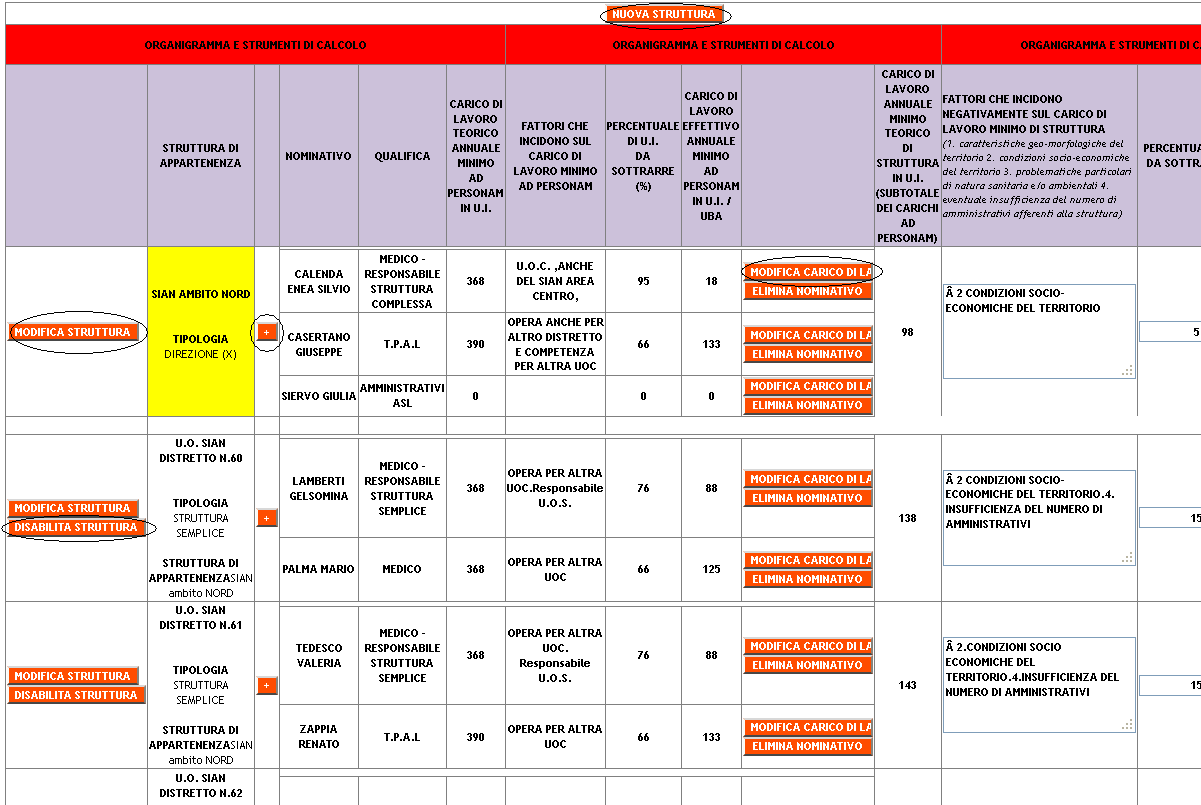 NUOVA STRUTTURA
ORGANIGRAMMA E STRUMENTI DI CALCOLO
ORGANIGRAMMA E STRUMENTI DI CALCOLO
ORGANIGRAMMA E STRUMENTI DI C
STRUTTURA DI
APPARTENENZA
NOMINATIVO
QUALIFICA
CARICO DI
LAVORO
TEORICO
ANNUALE
MINIMO
AD
PERSONAM
IN U.I.
FATTORI CHE
INCIDONO SUL
CARICO DI
LAVORO MINIMO
AD PERSONAM
PERCENTUALE
DI U.I.
DA
SOTTRARRE
(%)
CARICO DI
LAVORO
EFFETTIVO
ANNUALE
MINIMO
AD
PERSONAM
IN U.I. /
UBA
CARICO DI
LAVORO
ANNUALE
MINIMO
TEORICO
DI
STRUTTURA
IN U.I.
(SUBTOTALE
DEI CARICHI
AD
PERSONAM)
FATTORI CHE INCIDONO
NEGATIVAMENTE SUL CARICO DI
LAVORO MINIMO DI STRUTTURA
(1. caratteristiche geo-morfologiche del
territorio 2. condizioni socio-economiche
del territorio 3. problematiche particolari
di natura sanitaria e/o ambientali 4.
eventuale insufficienza del numero di
amministrativi afferenti alla struttura)
PERCENTUA
DA SOTTRA
MODIFICA STRUTTURA
SIAN AMBITO NORD
TIPOLOGIA
DIREZIONE (X)
+
CALENDA
ENEA SILVIO
MEDICO -
RESPONSABILE
STRUTTURA
COMPLESSA
368
U.O.C. ,ANCHE
DEL SIAN AREA
CENTRO,
95
18
MODIFICA CARICO DI LA
ELIMINA NOMINATIVO
CASERTANO
GIUSEPPE
T.P.A.L
390
OPERA ANCHE PER
ALTRO DISTRETTO
E COMPETENZA
PER ALTRA UOC
66
133
MODIFICA CARICO DI LA
ELIMINA NOMINATIVO
SIERVO GIULIA
AMMINISTRATIVI
ASL
0
0
0
MODIFICA CARICO DI LA
ELIMINA NOMINATIVO
98
Â 2 CONDIZIONI SOCIO-
ECONOMICHE DEL TERRITORIO
5
MODIFICA STRUTTURA
DISABILITA STRUTTURA
U.O. SIAN
DISTRETTO N.60
TIPOLOGIA
STRUTTURA
SEMPLICE
STRUTTURA DI
APPARTENENZASIAN
ambito NORD
+
LAMBERTI
GELSOMINA
MEDICO -
RESPONSABILE
STRUTTURA
SEMPLICE
368
OPERA PER ALTRA
UOC.Responsabile
U.O.S.
76
88
MODIFICA CARICO DI LA
ELIMINA NOMINATIVO
PALMA MARIO
MEDICO
368
OPERA PER ALTRA
UOC
66
125
MODIFICA CARICO DI LA
ELIMINA NOMINATIVO
138
Â 2 CONDIZIONI SOCIO-
ECONOMICHE DEL TERRITORIO.4.
INSUFFICIENZA DEL NUMERO DI
AMMINISTRATIVI
15
MODIFICA STRUTTURA
DISABILITA STRUTTURA
U.O. SIAN
DISTRETTO N.61
TIPOLOGIA
STRUTTURA
SEMPLICE
STRUTTURA DI
APPARTENENZASIAN
ambito NORD
+
TEDESCO
VALERIA
MEDICO -
RESPONSABILE
STRUTTURA
SEMPLICE
368
OPERA PER ALTRA
UOC.
Responsabile
U.O.S.
76
88
MODIFICA CARICO DI LA
ELIMINA NOMINATIVO
ZAPPIA
RENATO
T.P.A.L
390
OPERA PER ALTRA
UOC
66
133
MODIFICA CARICO DI LA
ELIMINA NOMINATIVO
143
Â 2.CONDIZIONI SOCIO
ECONOMICHE DEL
TERRITORIO.4.INSUFFICIENZA DEL
NUMERO DI AMMINISTRATIVI
15
U.O. SIAN
DISTRETTO N.62